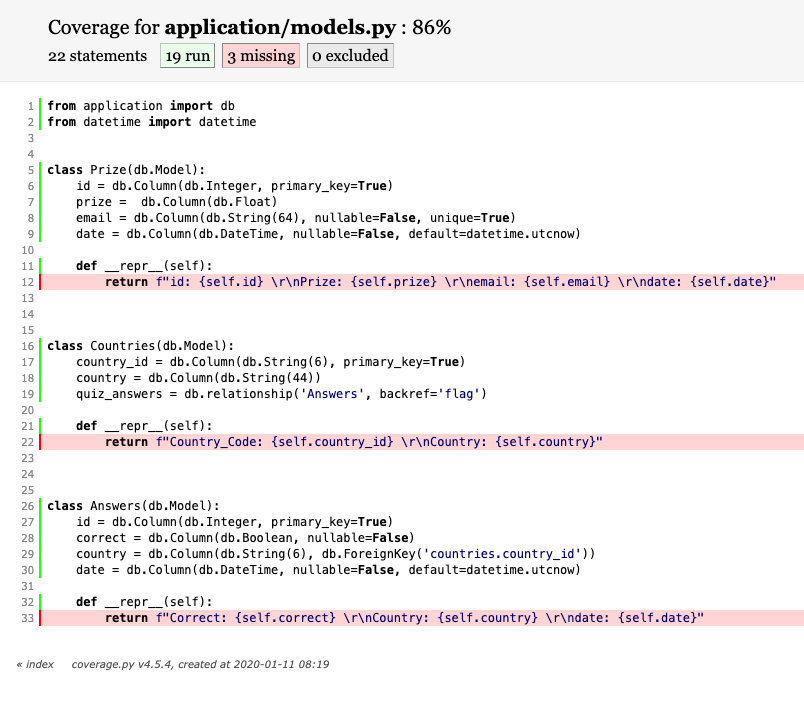 Coverage for application/models.py : 86%
22 statements 19 run 3 missing 0 excluded
1 from application import db
2 from datetime import datetime
3
4
5 class Prize(db.Model):
6     id = db.Column(db.Integer, primary_key=True)
7     prize =  db.Column(db.Float)
8     email = db.Column(db.String(64), nullable=False, unique=True)
9     date = db.Column(db.DateTime, nullable=False, default=datetime.utcnow)
10
11     def __repr__(self):
12         return f"id: {self.id} \r\nPrize: {self.prize} \r\nemail: {self.email} \r\ndate: {self.date}"
13
14
15
16 class Countries(db.Model):
17     country_id = db.Column(db.String(6), primary_key=True)
18     country = db.Column(db.String(44))
19     quiz_answers = db.relationship('Answers', backref='flag')
20
21     def __repr__(self):
22         return f"Country_Code: {self.country_id} \r\nCountry: {self.country}"
23
24
25
26 class Answers(db.Model):
27     id = db.Column(db.Integer, primary_key=True)
28     correct = db.Column(db.Boolean, nullable=False)
29     country = db.Column(db.String(6), db.ForeignKey('countries.country_id'))
30     date = db.Column(db.DateTime, nullable=False, default=datetime.utcnow)
31
32     def __repr__(self):
33         return f"Correct: {self.correct} \r\nCountry: {self.country} \r\ndate: {self.date}"
« index coverage.py v4.5.4, created at 2020-01-11 08:19